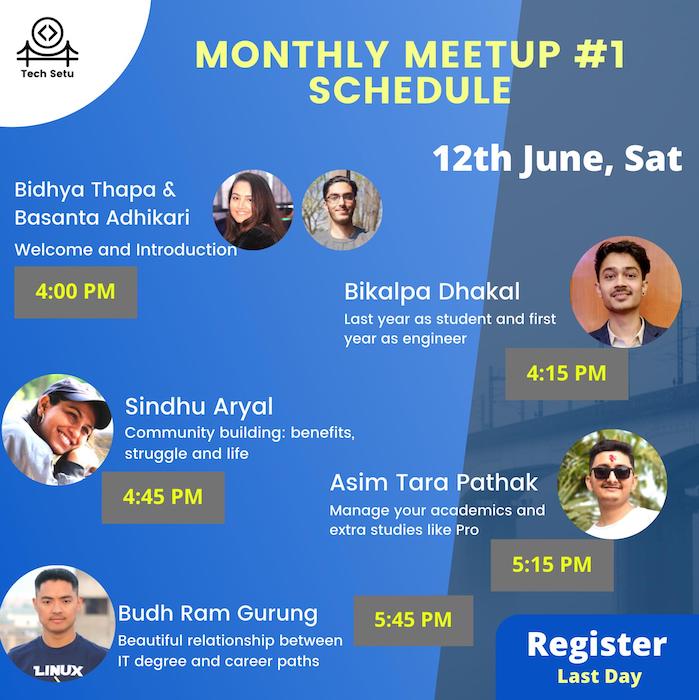 Tech Setu
MONTHLY MEETUP #1
SCHEDULE
12th June, Sat
Bidhya Thapa &
Basanta Adhikari
Welcome and Introduction
4:00 PM
Bikalpa Dhakal
Last year as student and first
year as engineer
4:15 PM
Sindhu Aryal
Community building: benefits,
struggle and life
4:45 PM
Asim Tara Pathak
Manage your academics and
extra studies like Pro
5:15 PM
Budh Ram Gurung
Beautiful relationship between
IT degree and career paths
5:45 PM
LINUX
Register
Last Day